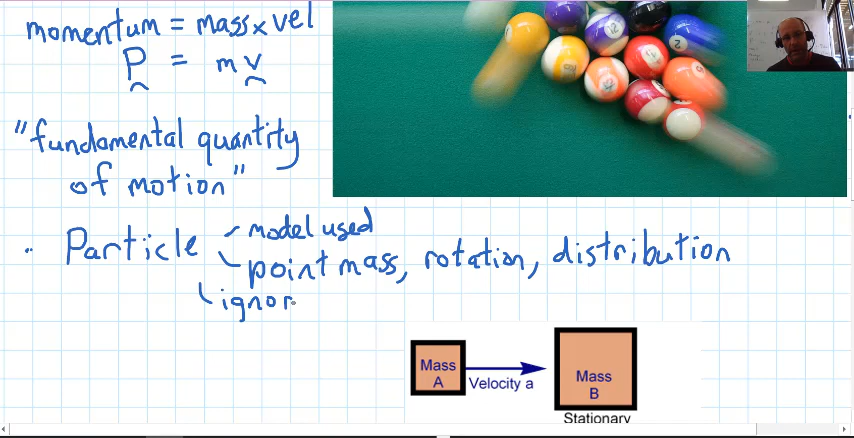 momentum = mass x vel
P = m v
"fundamental quantity
of motion"
Particle
model used
point mass, rotation, distribution
ignor
Mass
A
Velocity a
Mass
B
Stationary